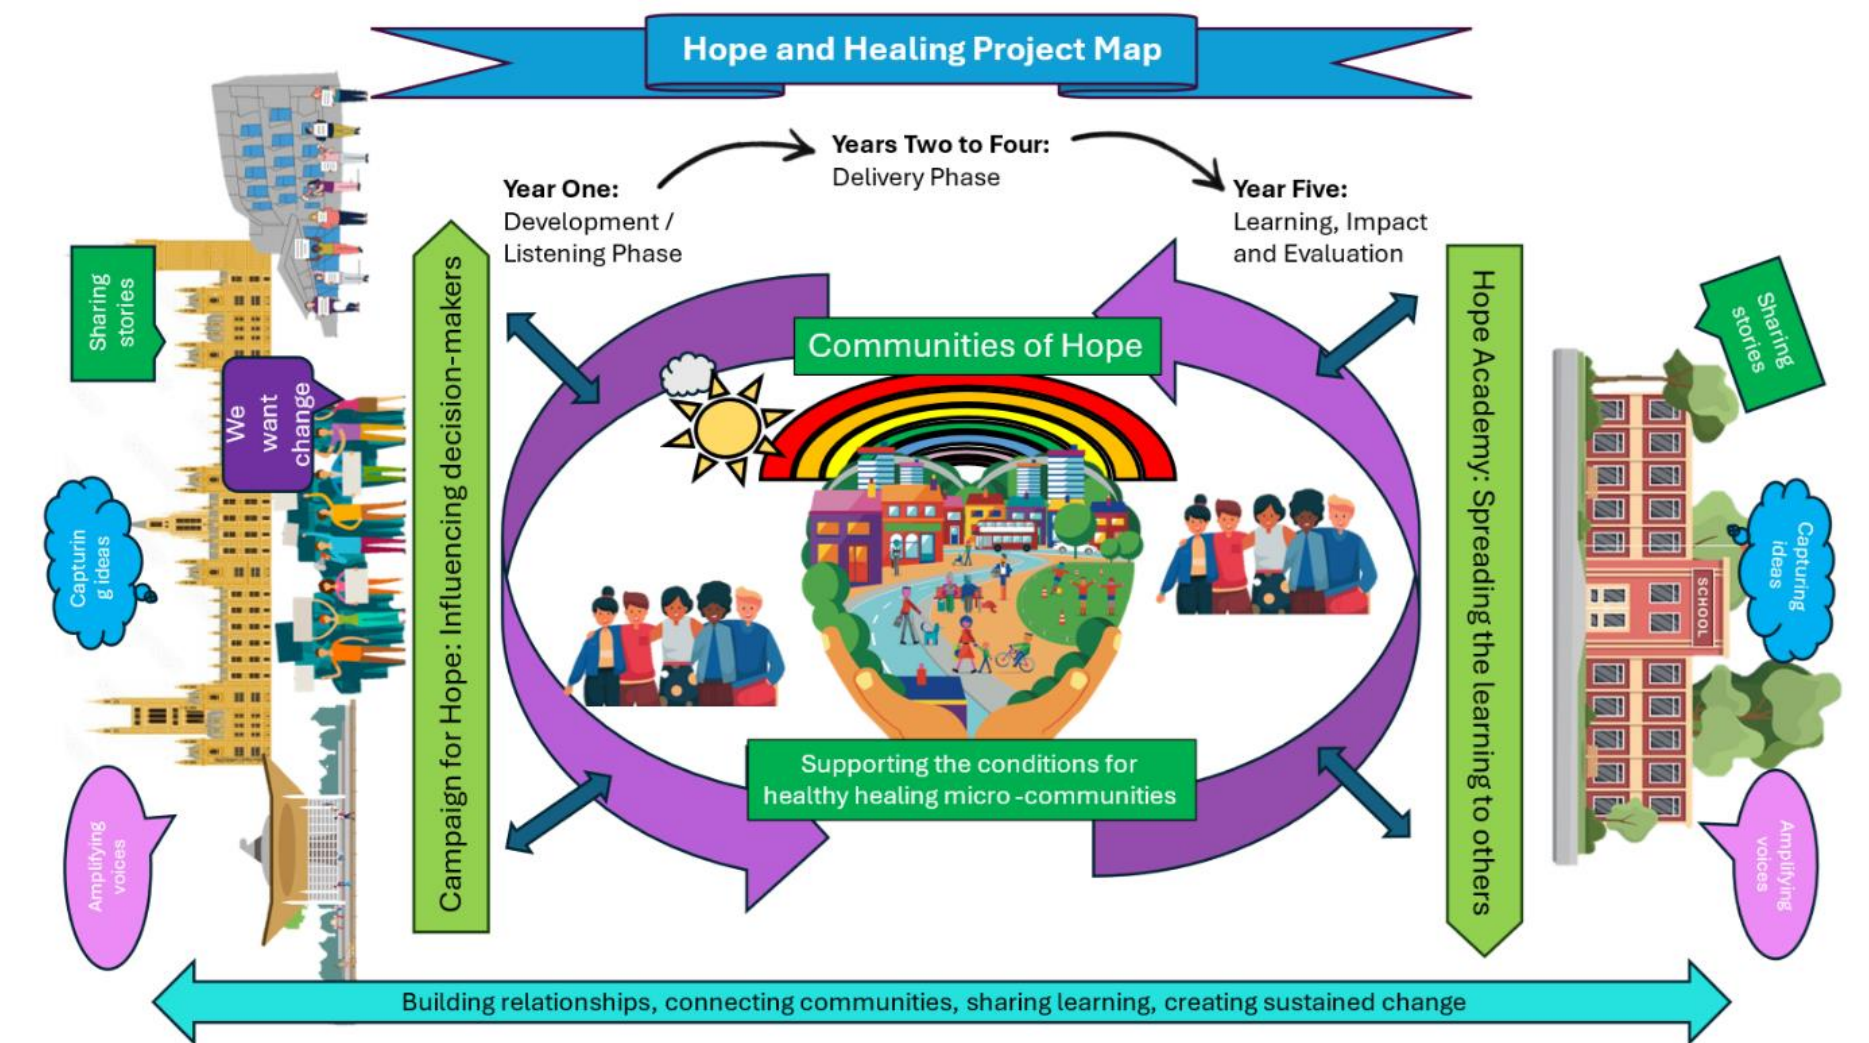 Hope and Healing Project Map
Years Two to Four:
Delivery Phase
Year One:
Development /
Listening Phase
Year Five:
Learning, Impact
and Evaluation
Sharing
stories
We
want
change
Capturin
g ideas
Amplifying
voices
Campaign for Hope: Influencing decision-makers
Communities of Hope
Supporting the conditions for
healthy healing micro -communities
Hope Academy: Spreading the learning to others
Sharing
stories
SCHOOL
Capturing
ideas
Amplifying
voices
Building relationships, connecting communities, sharing learning, creating sustained change